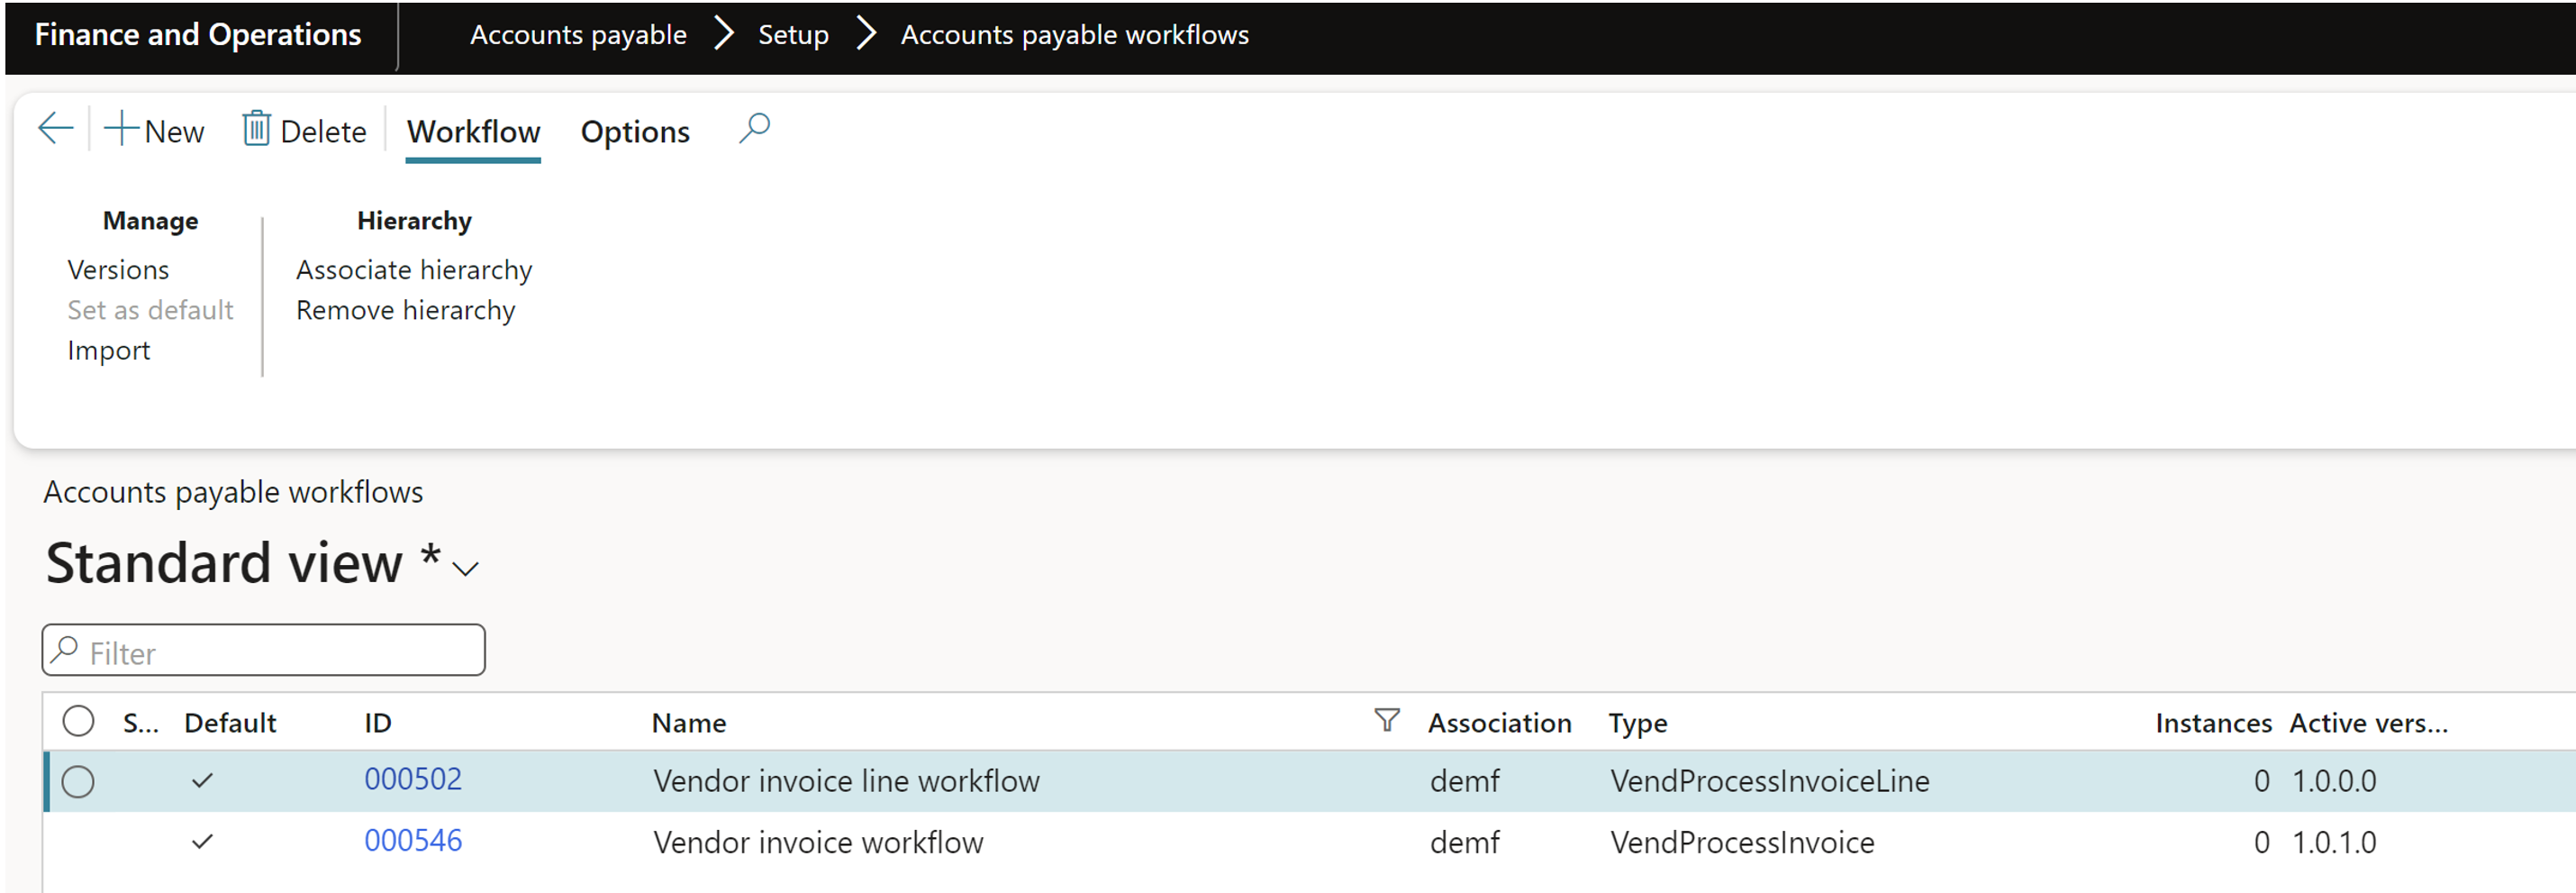 Finance and Operations Accounts payable Setup Accounts payable workflows
New Delete Workflow Options
Manage Hierarchy
Versions Associate hierarchy
Set as default Remove hierarchy
Import
Accounts payable workflows
Standard view *
Filter
S... Default ID Name Association Type Instances Active vers...
000502 Vendor invoice line workflow demf VendProcessInvoiceLine 0 1.0.0.0
000546 Vendor invoice workflow demf VendProcessInvoice 0 1.0.1.0